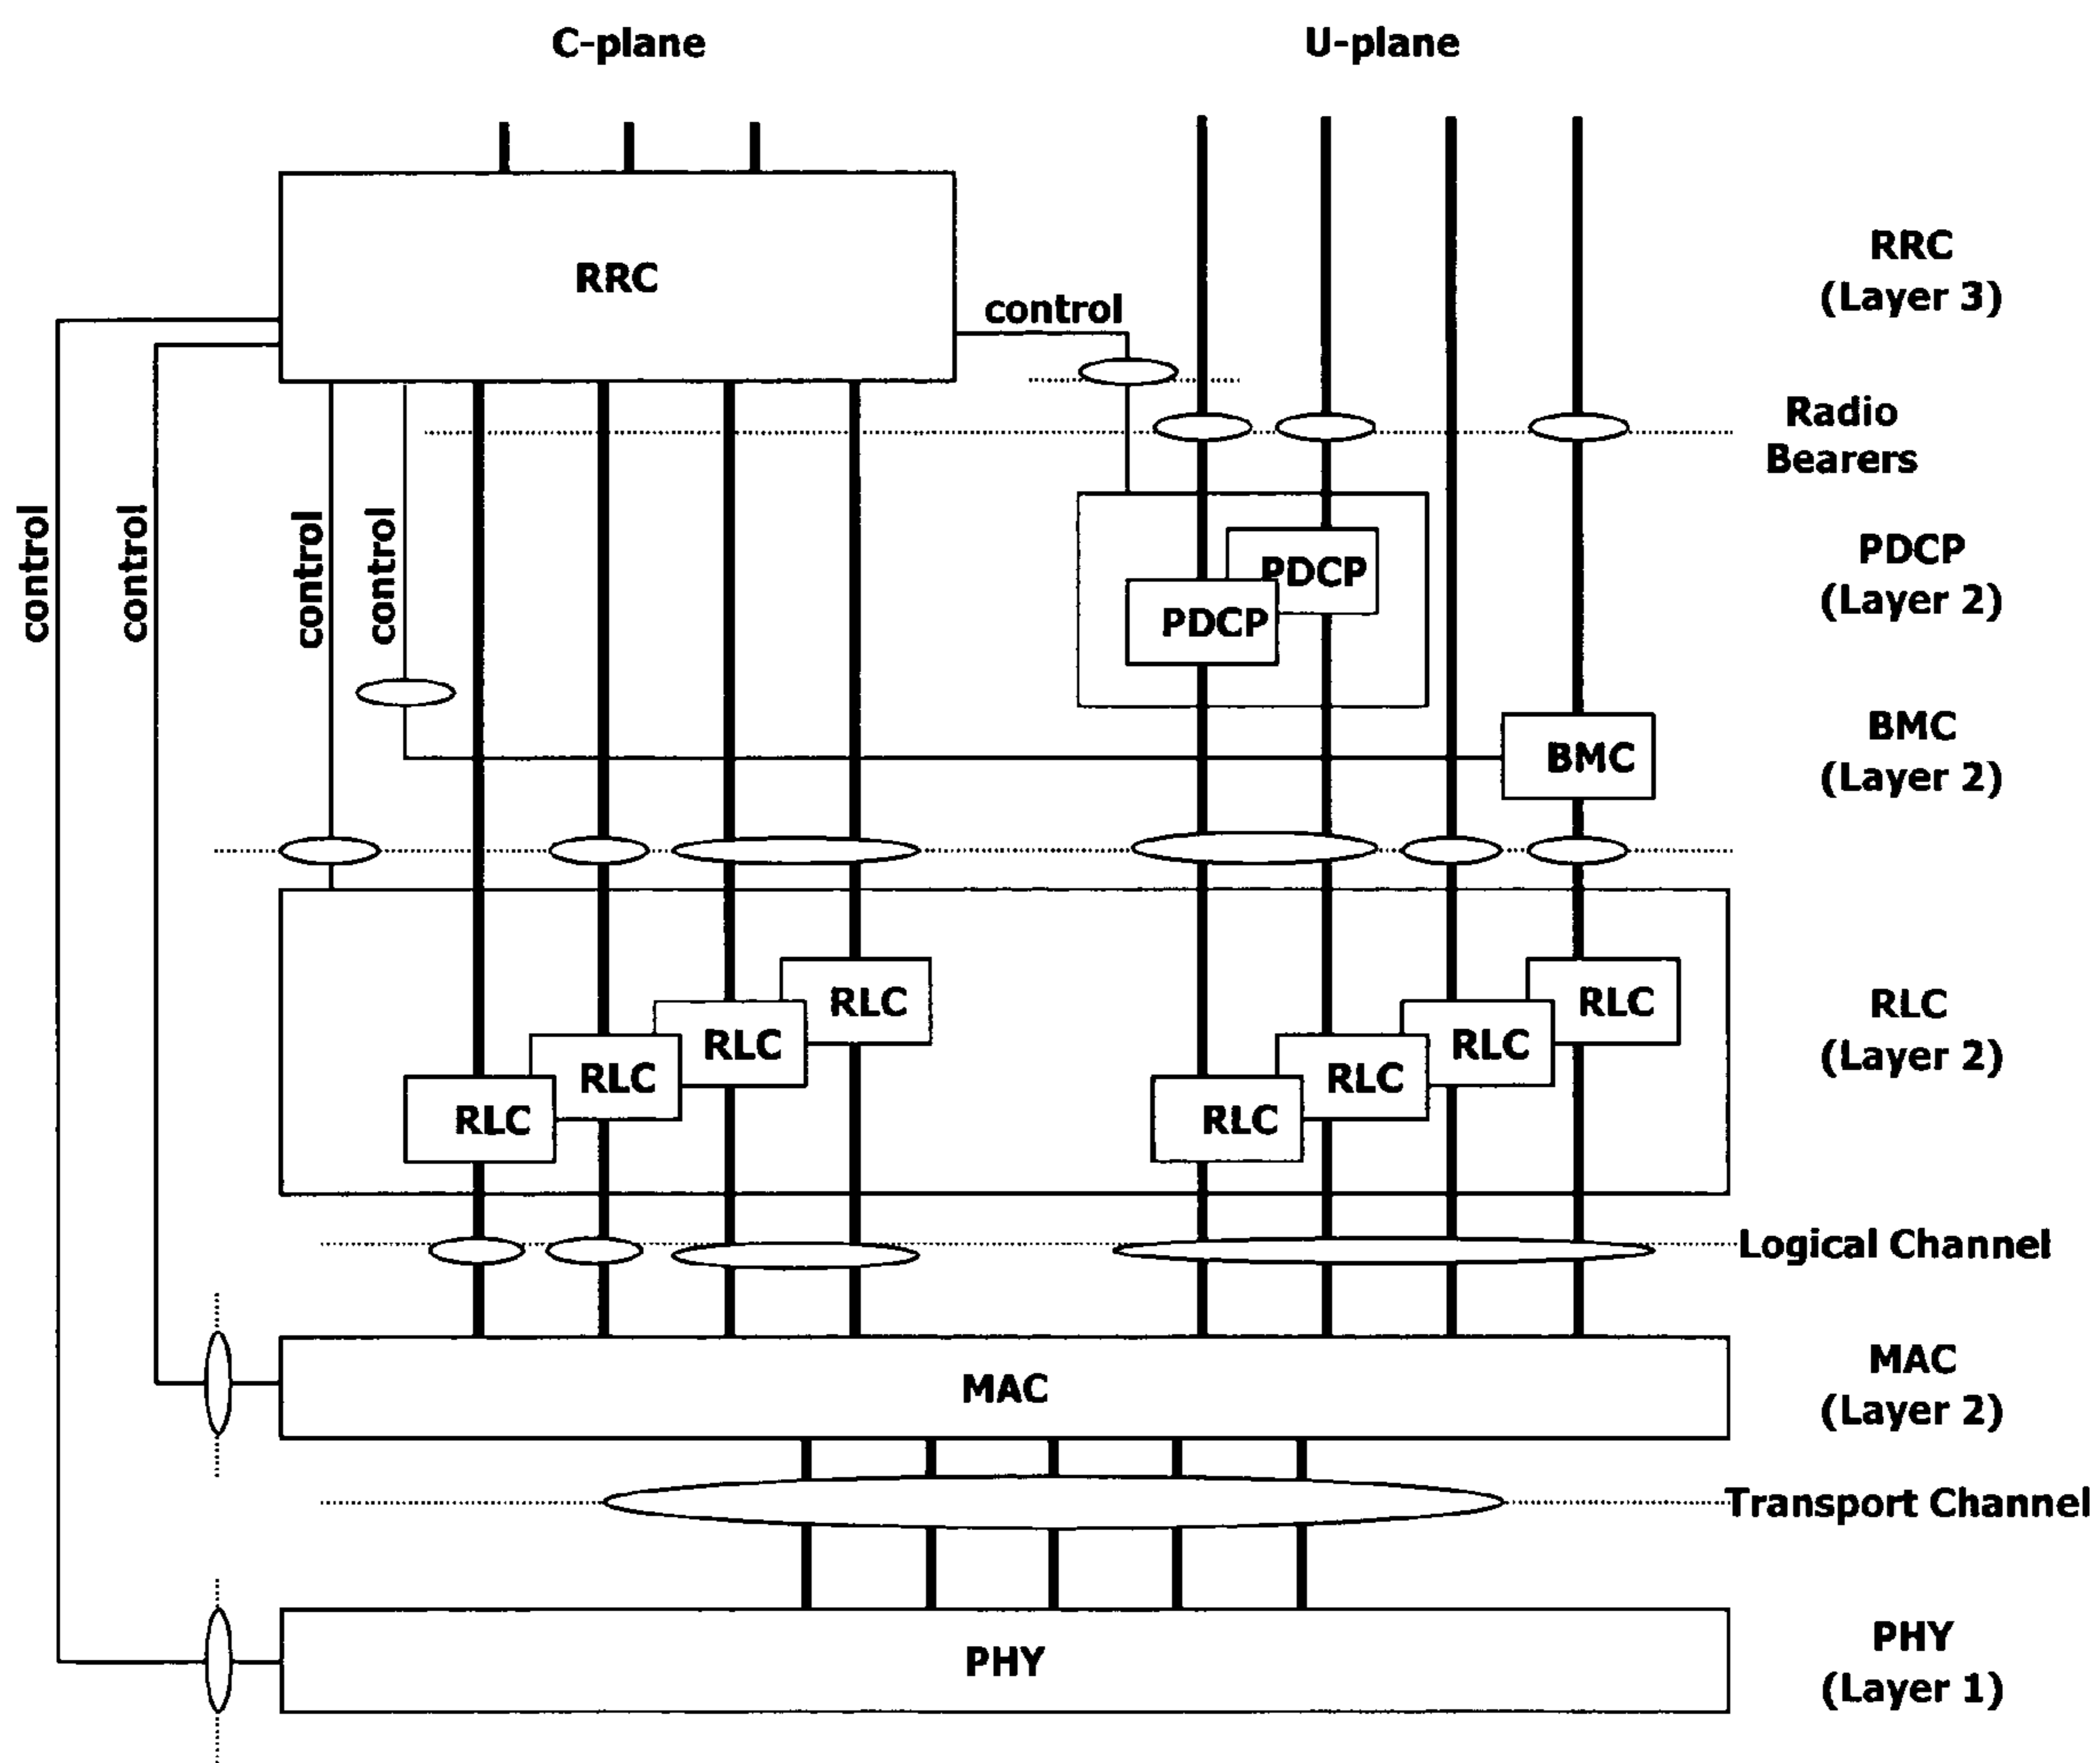 C-plane
U-plane
RRC
RRC
(Layer 3)
control
Radio
Bearers
control
control
control
control
PDCP
PDCP
PDCP
(Layer 2)
BMC
BMC
(Layer 2)
RLC
RLC
RLC
RLC
RLC
RLC
RLC
RLC
RLC
(Layer 2)
Logical Channel
MAC
MAC
(Layer 2)
Transport Channel
PHY
PHY
(Layer 1)